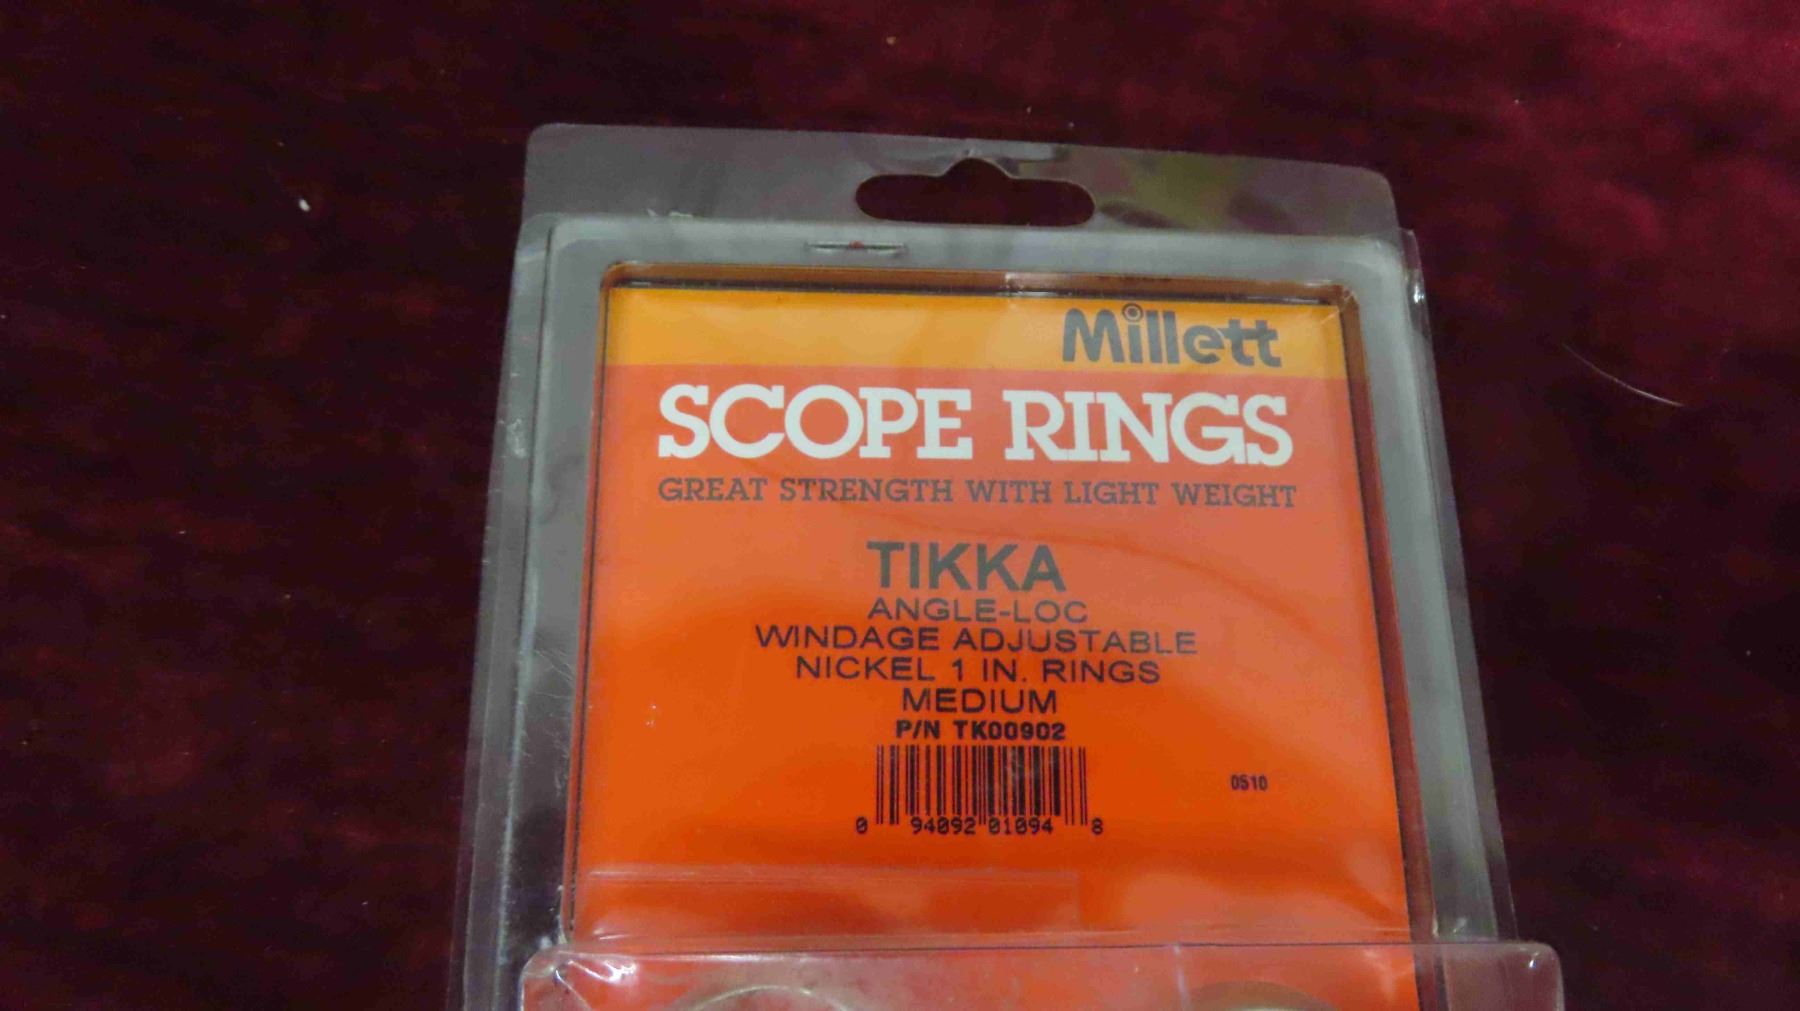 Millett
SCOPE RINGS
GREAT STRENGTH WITH LIGHT WEIGHT
TIKKA
ANGLE-LOC
WINDAGE ADJUSTABLE
NICKEL 1 IN. RINGS
MEDIUM
P/N TK00902
0510
0 94092 01094 8